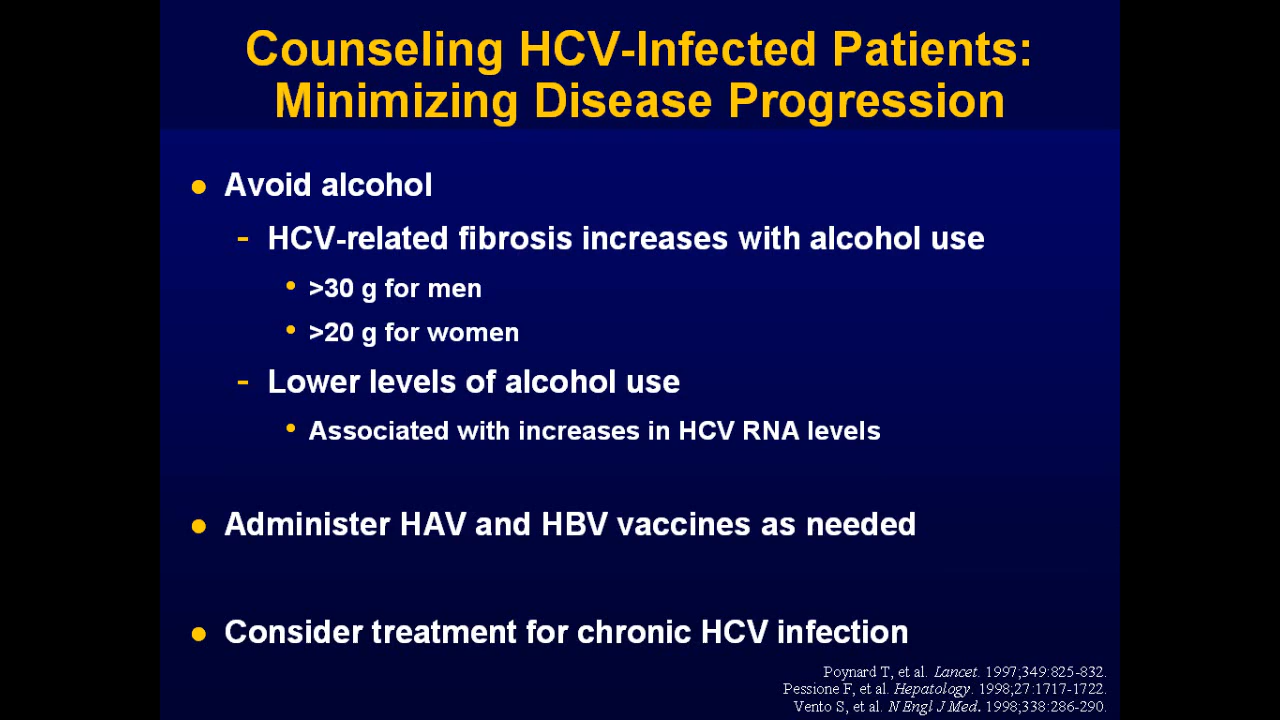 Counseling HCV-Infected Patients:
Minimizing Disease Progression
● Avoid alcohol
- HCV-related fibrosis increases with alcohol use
• >30 g for men
• >20 g for women
- Lower levels of alcohol use
• Associated with increases in HCV RNA levels
● Administer HAV and HBV vaccines as needed
● Consider treatment for chronic HCV infection
Poynard T, et al. Lancet. 1997;349:825-832.
Pessione F, et al. Hepatology. 1998;27:1717-1722.
Vento S, et al. N Engl J Med. 1998;338:286-290.